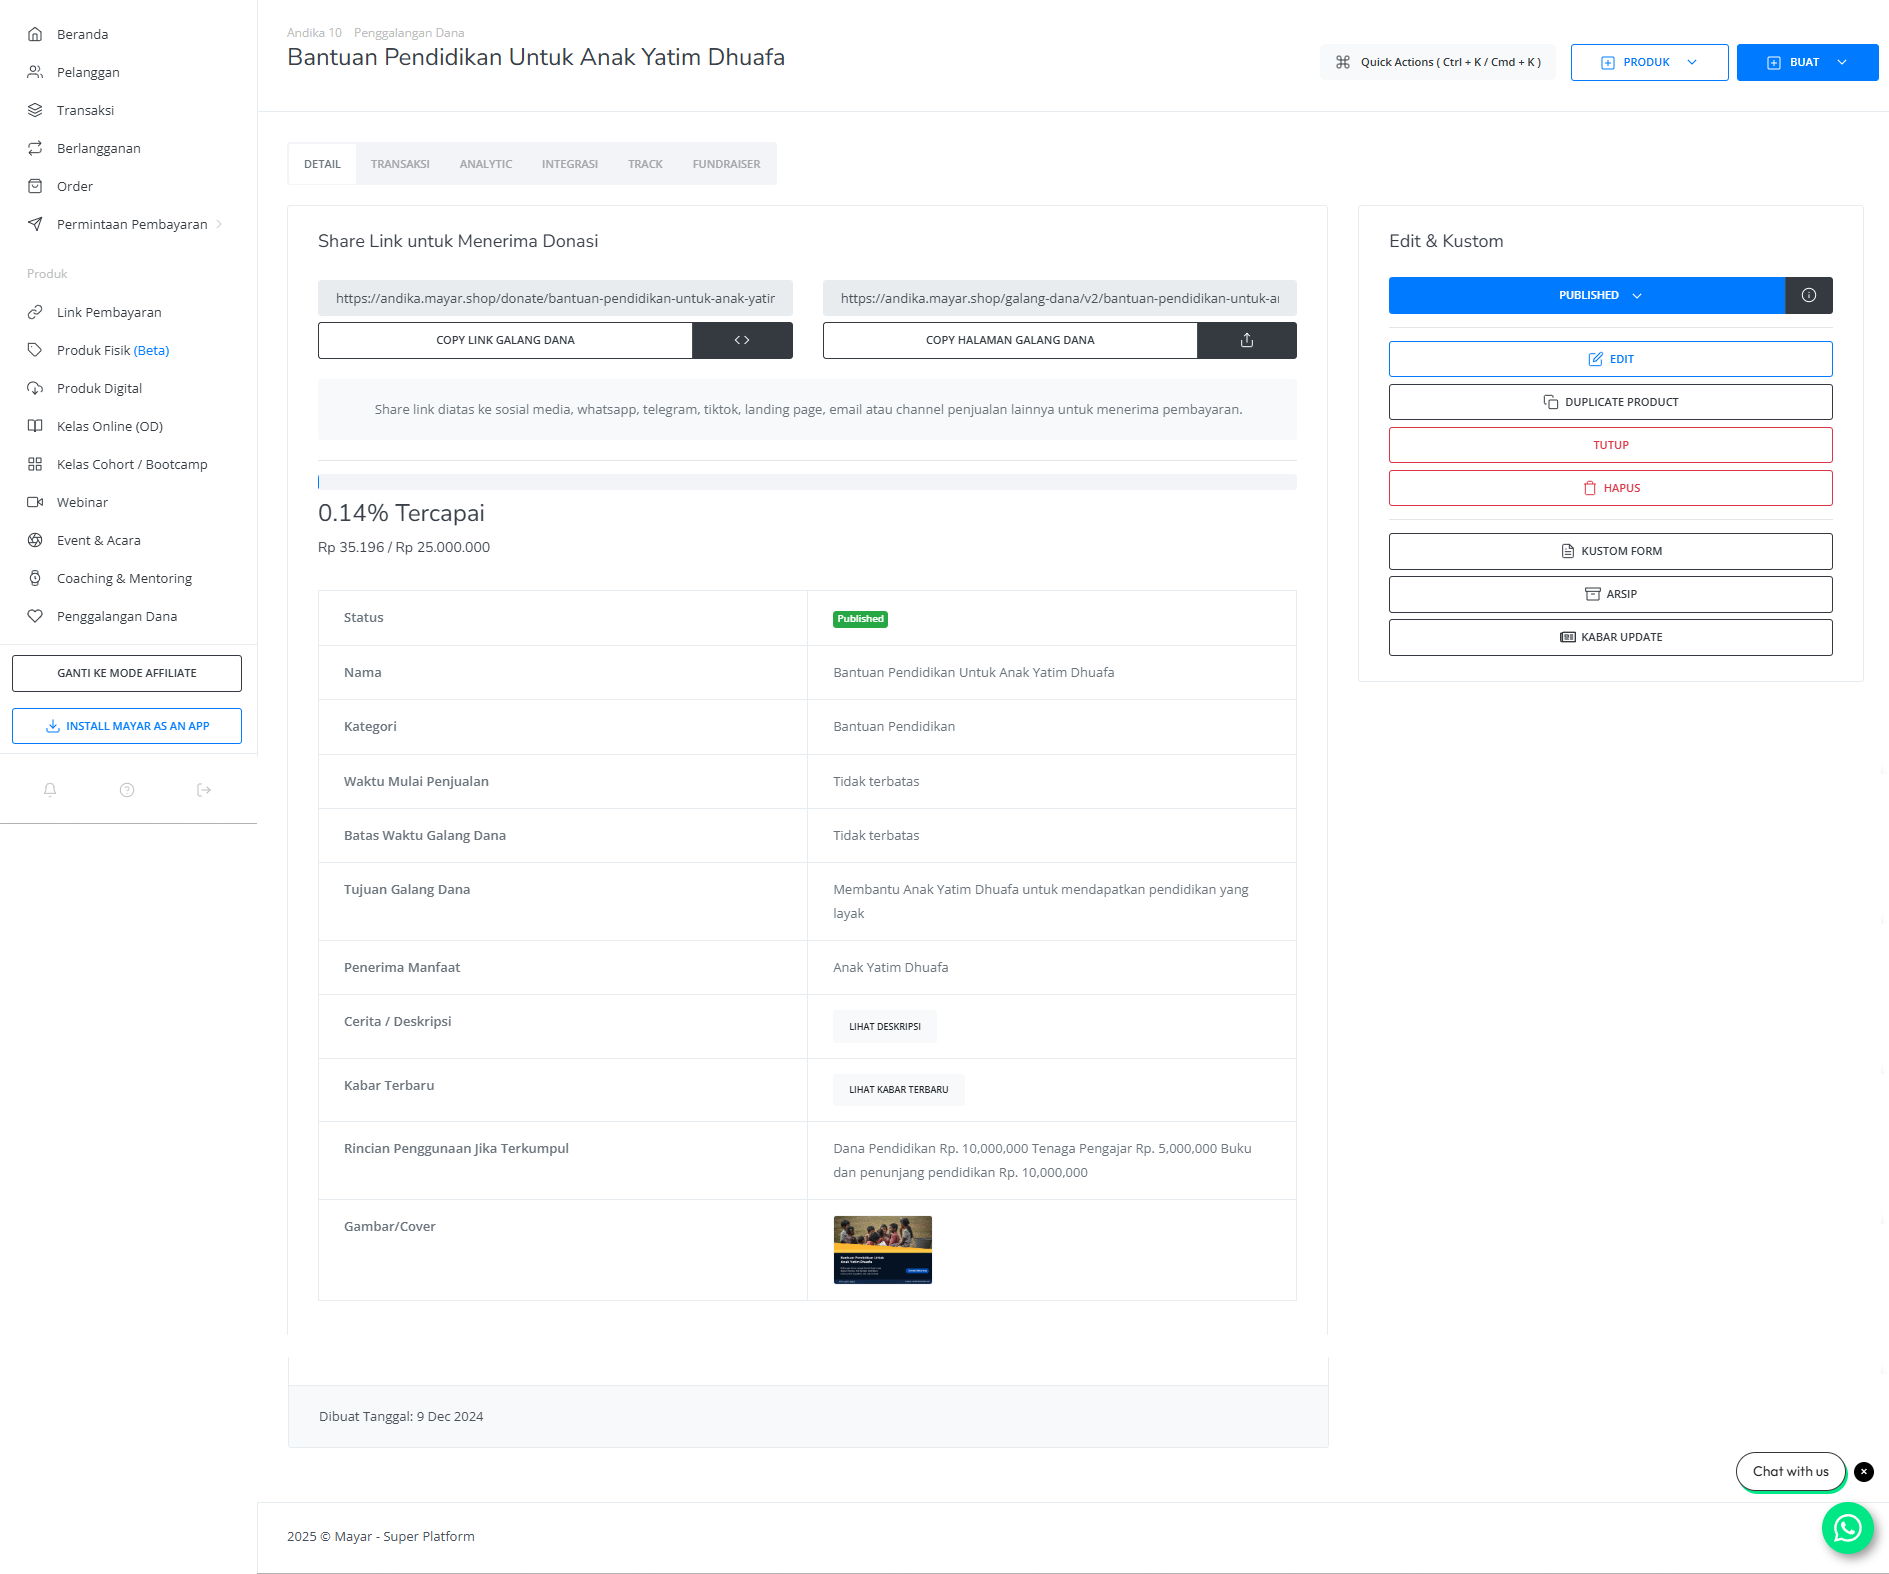 Beranda
Pelanggan
Transaksi
Berlangganan
Order
Permintaan Pembayaran
Produk
Link Pembayaran
Produk Fisik (Beta)
Produk Digital
Kelas Online (OD)
Kelas Cohort / Bootcamp
Webinar
Event & Acara
Coaching & Mentoring
Penggalangan Dana
GANTI KE MODE AFFILIATE
INSTALL MAYAR AS AN APP
Andika 10 Penggalangan Dana
Bantuan Pendidikan Untuk Anak Yatim Dhuafa
Quick Actions ( Ctrl + K / Cmd + K )
PRODUK
BUAT
DETAIL TRANSAKSI ANALYTIC INTEGRASI TRACK FUNDRAISER
Share Link untuk Menerima Donasi
https://andika.mayar.shop/donate/bantuan-pendidikan-untuk-anak-yatir
COPY LINK GALANG DANA
https://andika.mayar.shop/galang-dana/v2/bantuan-pendidikan-untuk-ai
COPY HALAMAN GALANG DANA
Share link diatas ke sosial media, whatsapp, telegram, tiktok, landing page, email atau channel penjualan lainnya untuk menerima pembayaran.
0.14% Tercapai
Rp 35.196 / Rp 25.000.000
Status Published
Nama Bantuan Pendidikan Untuk Anak Yatim Dhuafa
Kategori Bantuan Pendidikan
Waktu Mulai Penjualan Tidak terbatas
Batas Waktu Galang Dana Tidak terbatas
Tujuan Galang Dana Membantu Anak Yatim Dhuafa untuk mendapatkan pendidikan yang
layak
Penerima Manfaat Anak Yatim Dhuafa
Cerita / Deskripsi LIHAT DESKRIPSI
Kabar Terbaru LIHAT KABAR TERBARU
Rincian Penggunaan Jika Terkumpul Dana Pendidikan Rp. 10,000,000 Tenaga Pengajar Rp. 5,000,000 Buku
dan penunjang pendidikan Rp. 10,000,000
Gambar/Cover
Bantuan Pendidikan Untuk
Anak Yatim Dhuafa
Dibuat Tanggal: 9 Dec 2024
Edit & Kustom
PUBLISHED
EDIT
DUPLICATE PRODUCT
TUTUP
HAPUS
KUSTOM FORM
ARSIP
KABAR UPDATE
Chat with us
2025 © Mayar - Super Platform